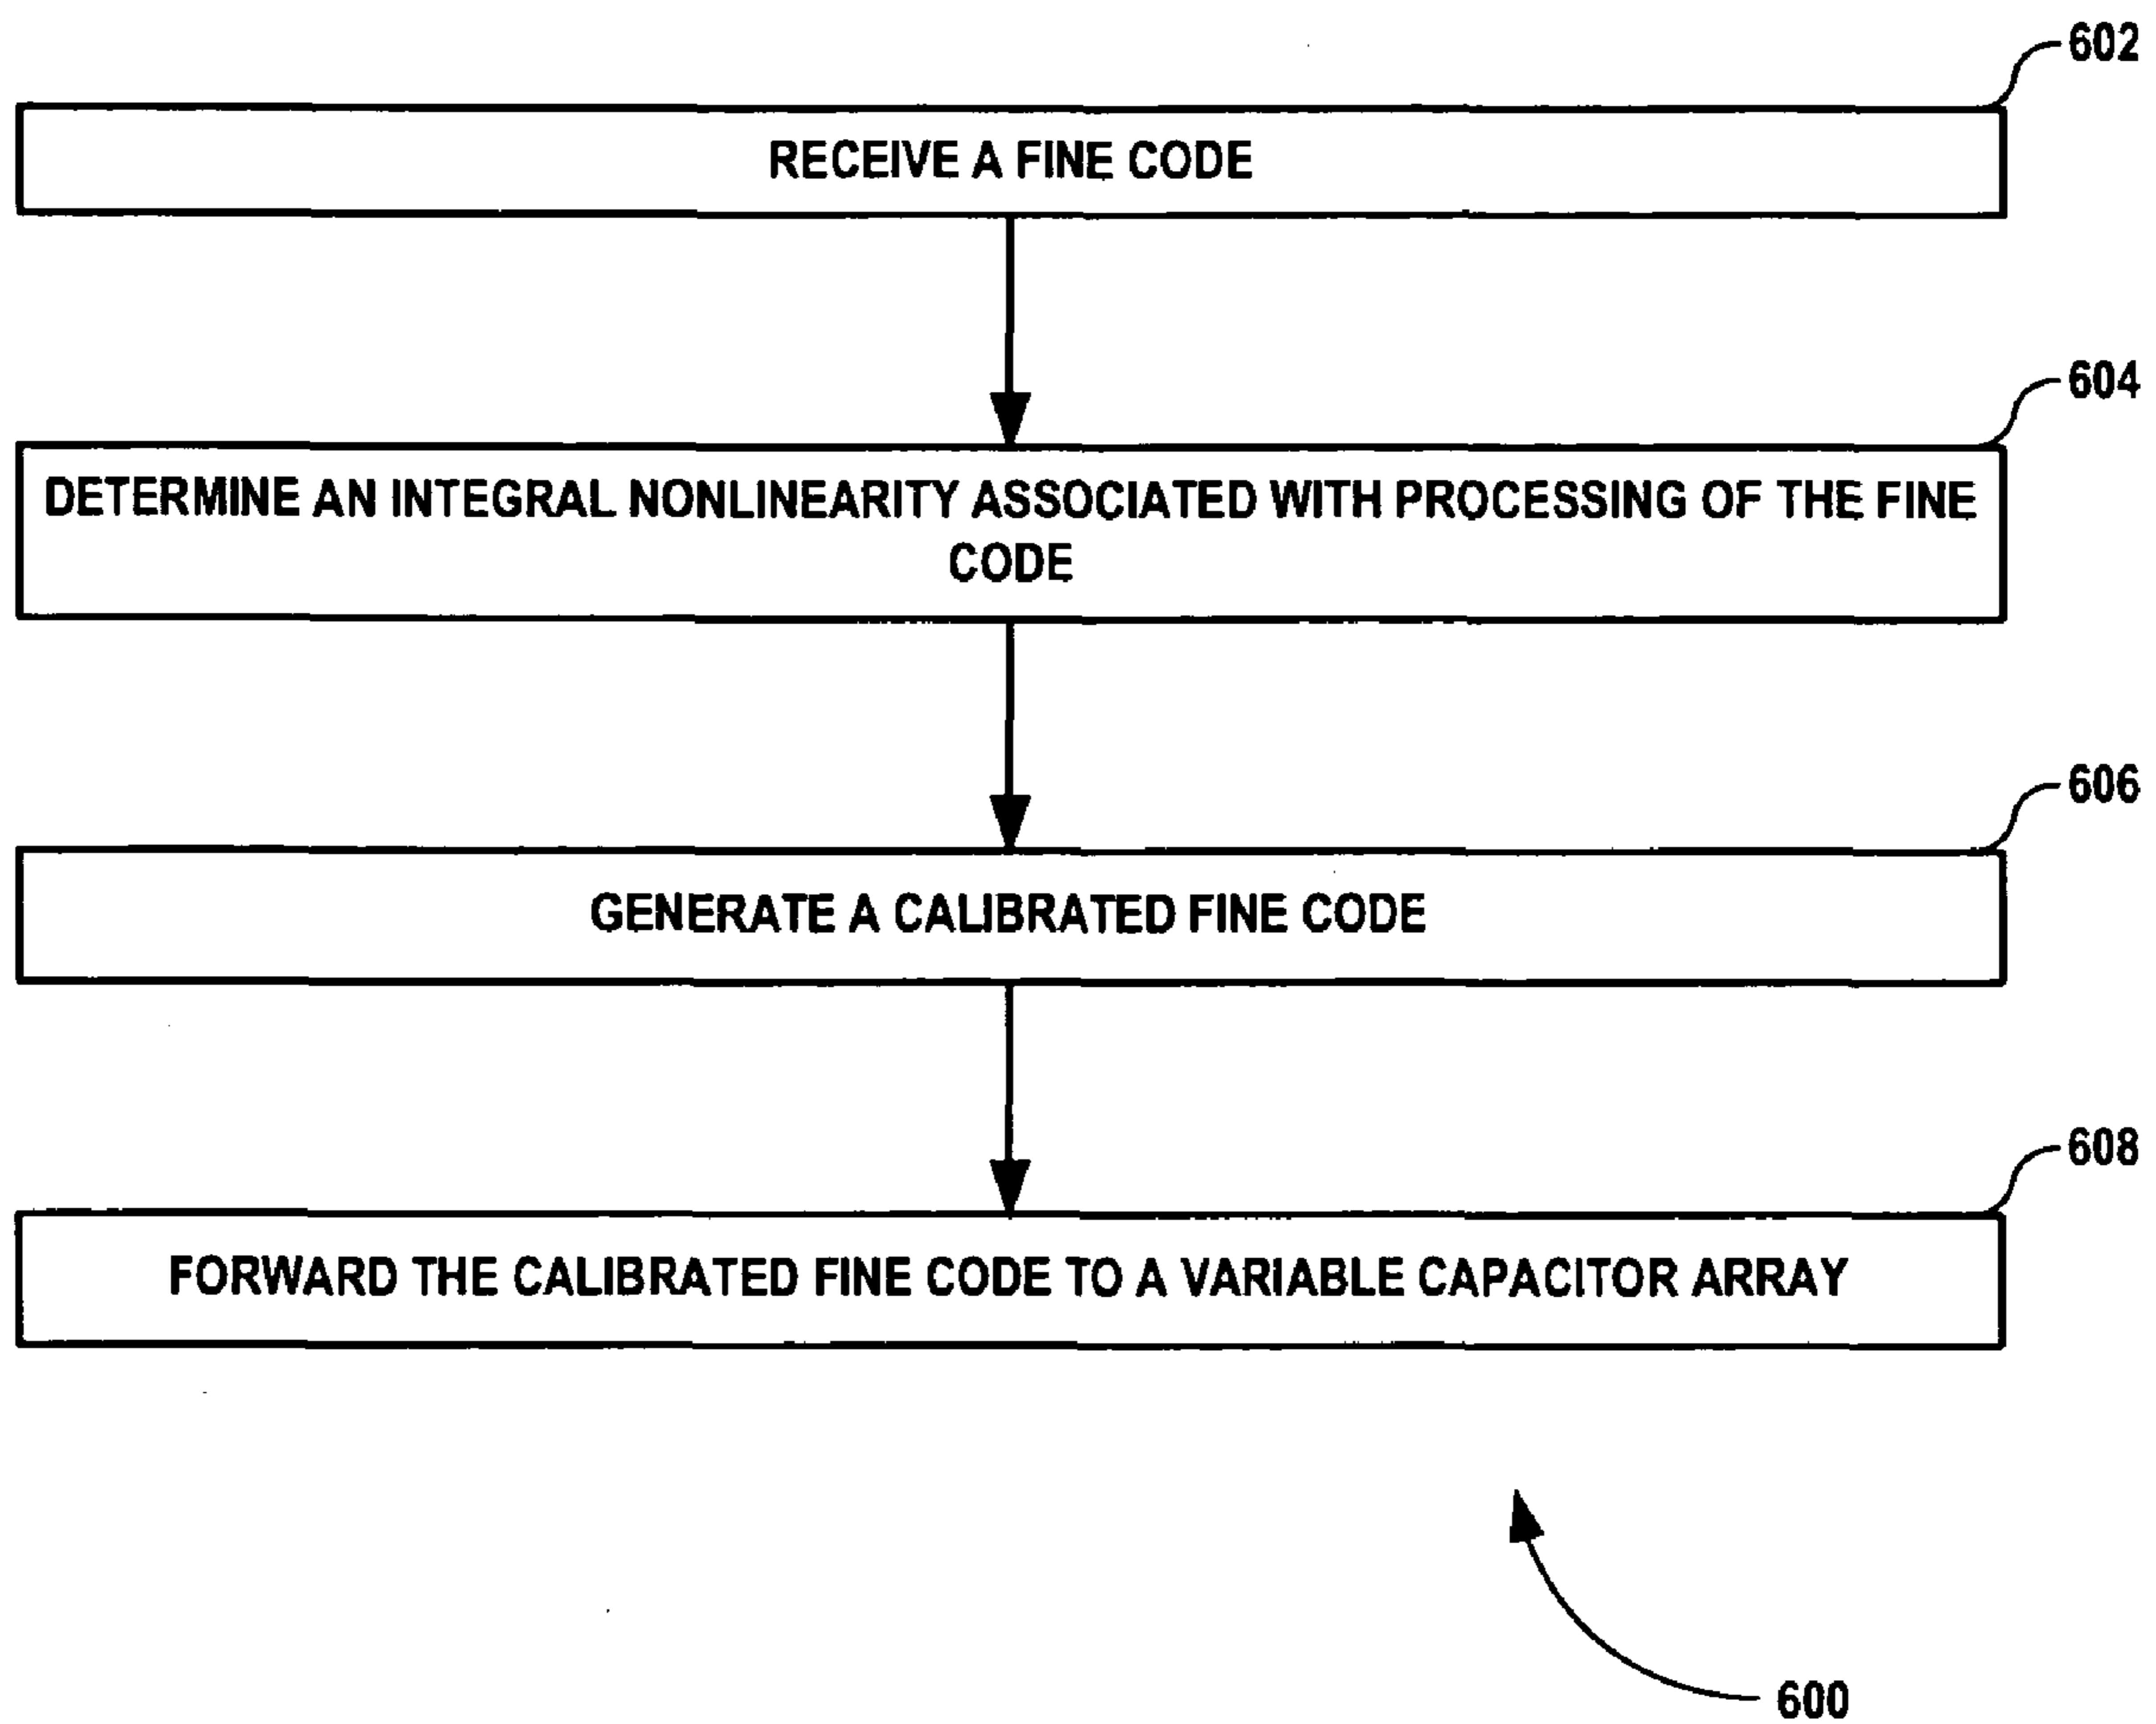 602
RECEIVE A FINE CODE
604
DETERMINE AN INTEGRAL NONLINEARITY ASSOCIATED WITH PROCESSING OF THE FINE
CODE
606
GENERATE A CALIBRATED FINE CODE
608
FORWARD THE CALIBRATED FINE CODE TO A VARIABLE CAPACITOR ARRAY
600